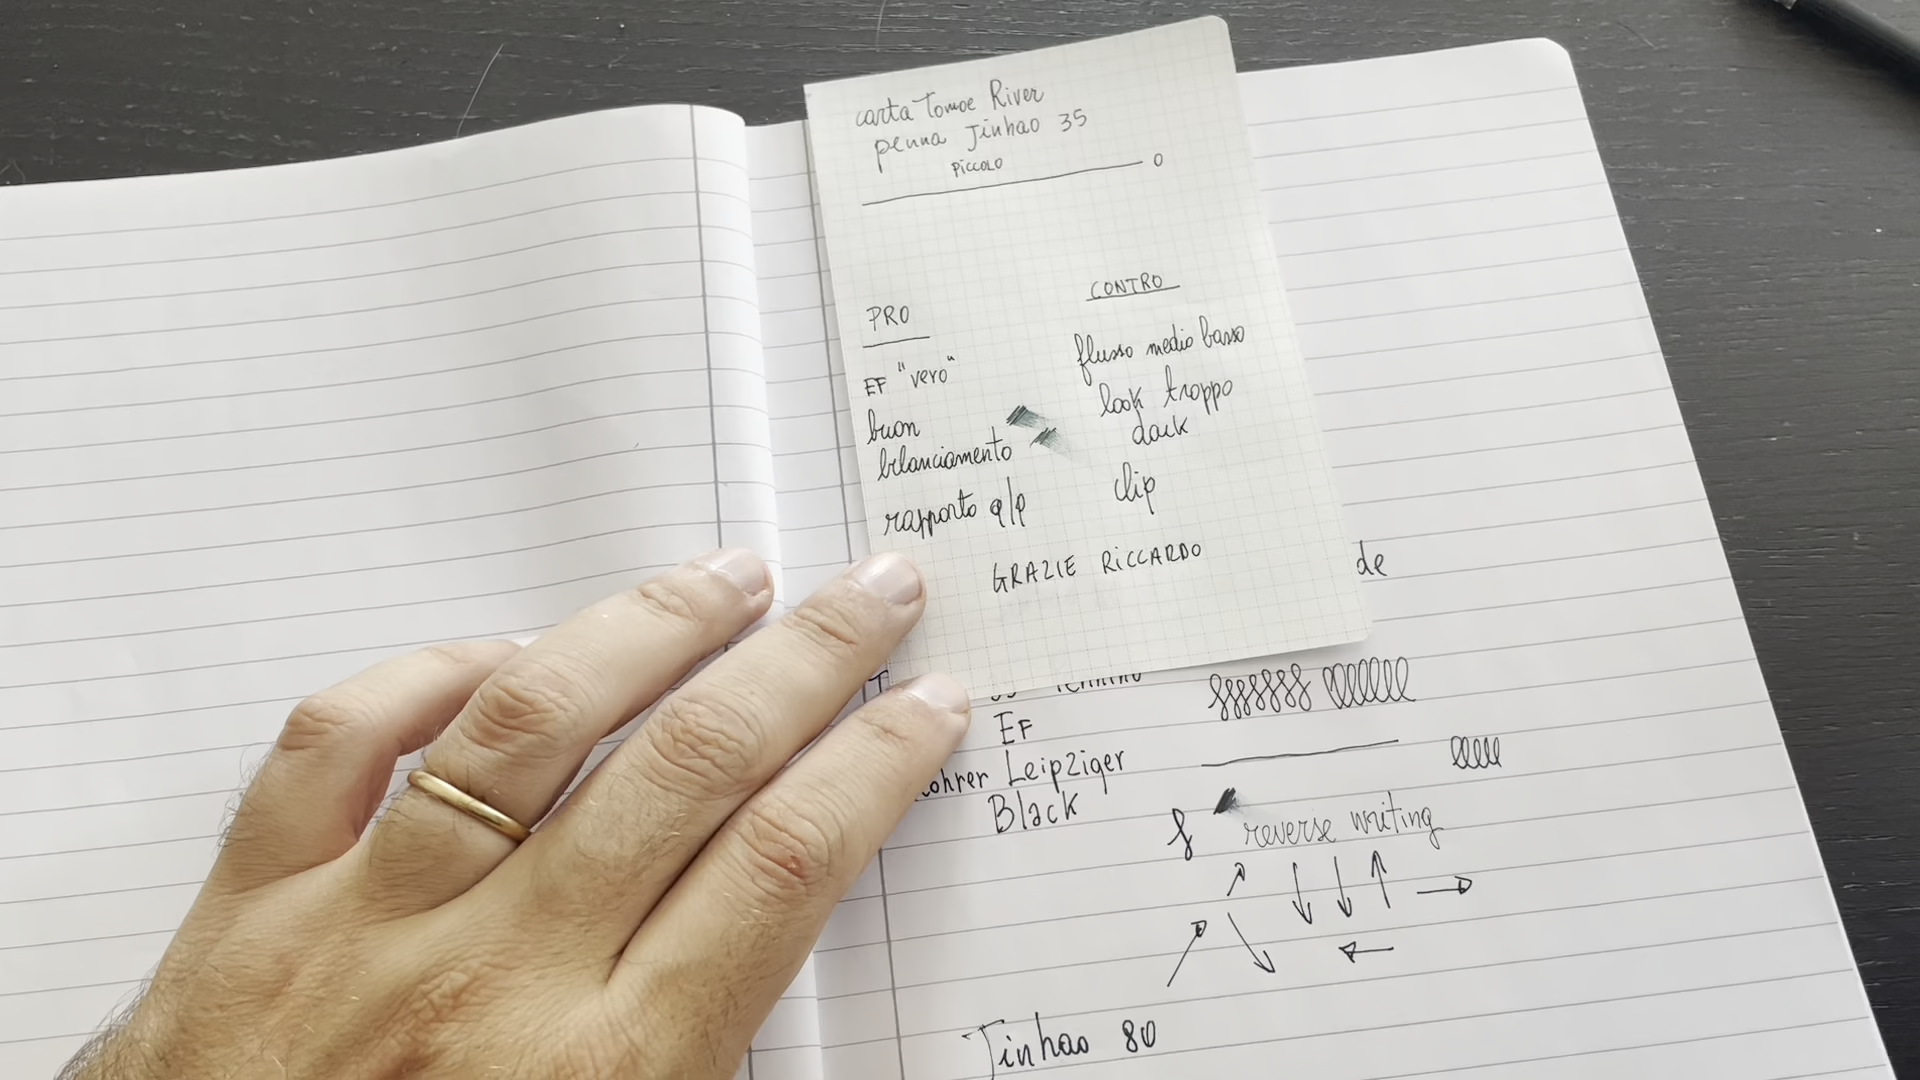 carta Tomoe River
penna Jinhao 35
PiCCOLO
PRO
EF "vero"
buon
bilanciamento
rapporto q/p
CONTRO
flusso medio basso
look troppo
dark
clip
GRAZIE RiCCARDO
de
EF
Leipziger
Black
reverse writing
Jinhao 80